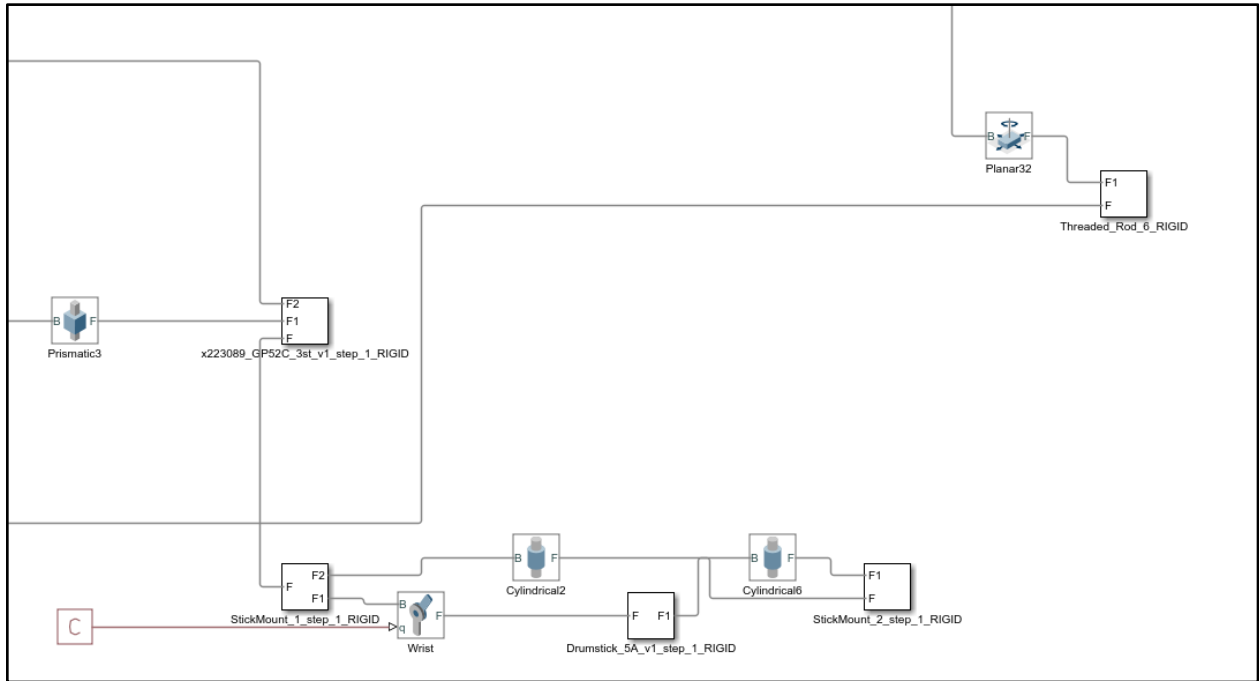 B F
Planar32
F1
F
Threaded_Rod_6_RIGID
B F
Prismatic3
F2
F1
F
x223089_GP52C_3st_v1_step_1_RIGID
F F2
F1
StickMount_1_step_1_RIGID
B F
Cylindrical2
B F
Cylindrical6
F1
F
StickMount_2_step_1_RIGID
C
B F
q
Wrist
F F1
Drumstick_5A_v1_step_1_RIGID